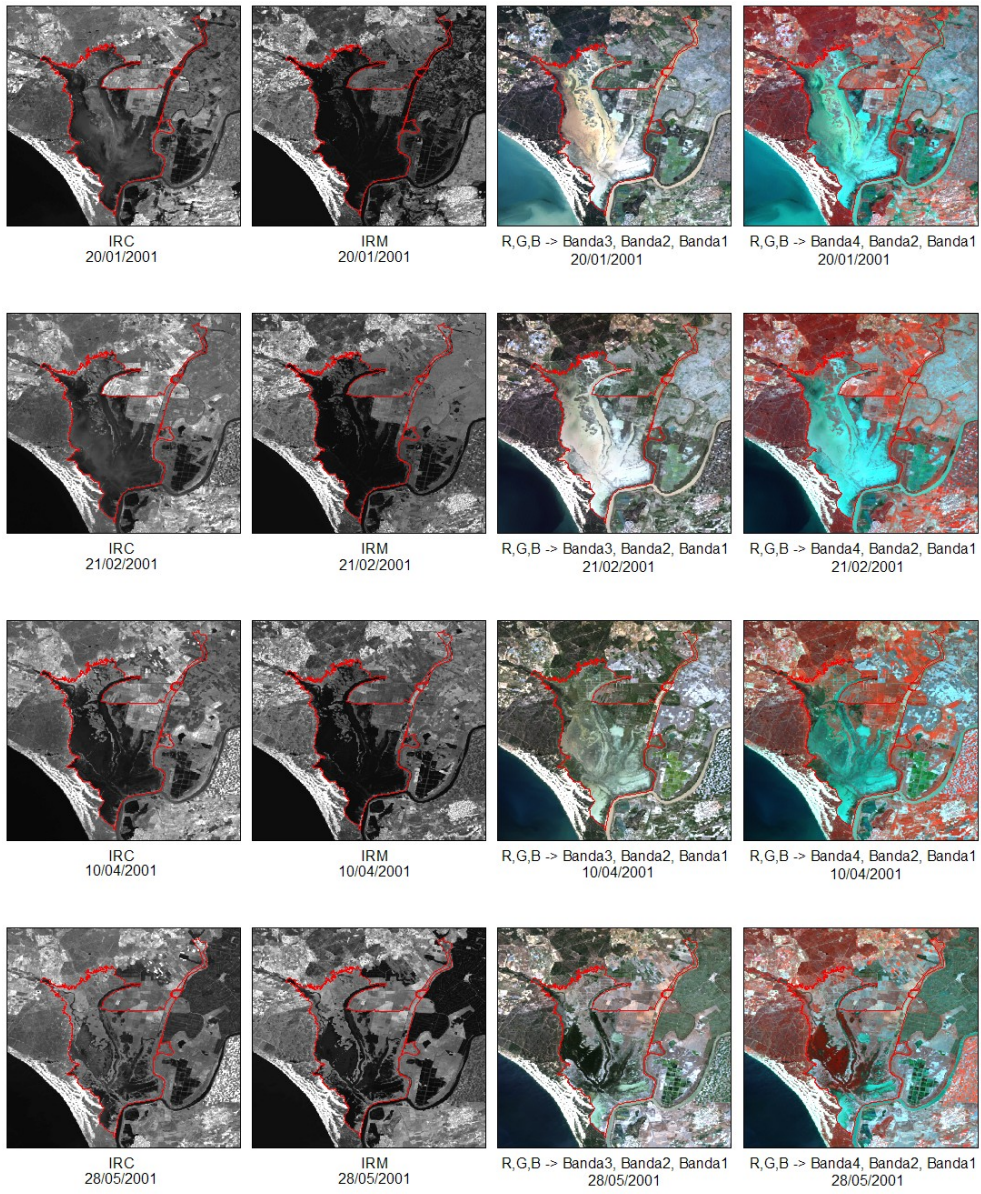 IRC
20/01/2001
IRM
20/01/2001
R,G,B -> Banda3, Banda2, Banda1
20/01/2001
R,G,B -> Banda4, Banda2, Banda1
20/01/2001
IRC
21/02/2001
IRM
21/02/2001
R,G,B -> Banda3, Banda2, Banda1
21/02/2001
R,G,B -> Banda4, Banda2, Banda1
21/02/2001
IRC
10/04/2001
IRM
10/04/2001
R,G,B -> Banda3, Banda2, Banda1
10/04/2001
R,G,B -> Banda4, Banda2, Banda1
10/04/2001
IRC
28/05/2001
IRM
28/05/2001
R,G,B -> Banda3, Banda2, Banda1
28/05/2001
R,G,B -> Banda4, Banda2, Banda1
28/05/2001